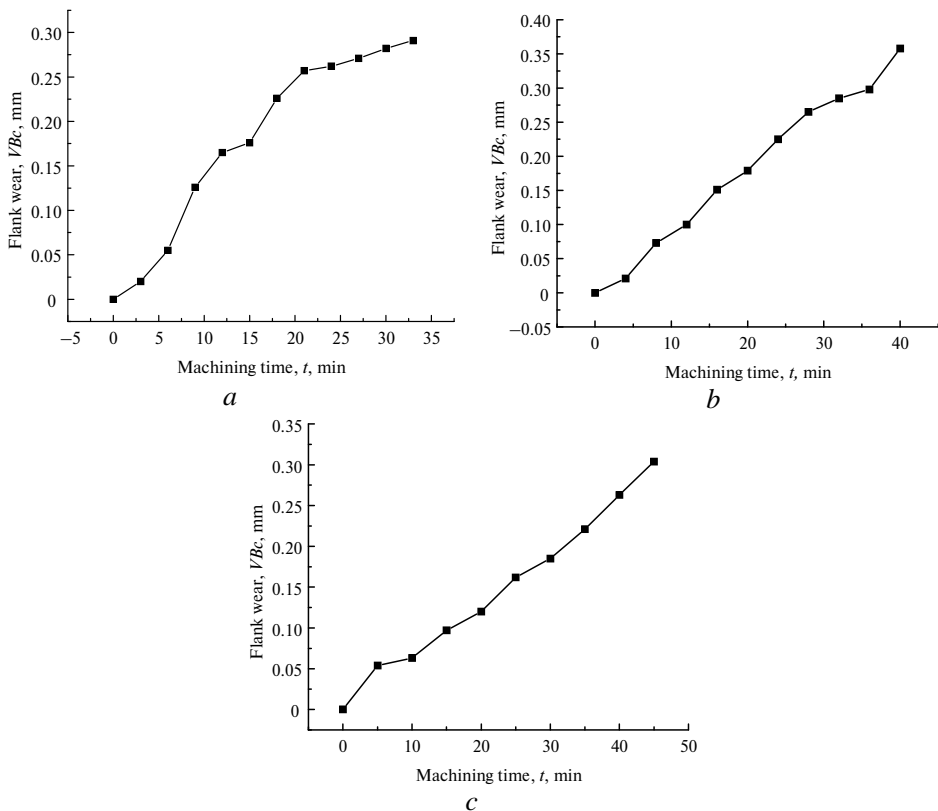 0.30
0.25
0.20
0.15
0.10
0.05
0
−5 0 5 10 15 20 25 30 35
Flank wear, VBc, mm
Machining time, t, min
a
0.40
0.35
0.30
0.25
0.20
0.15
0.10
0.05
0
−0.05
0 10 20 30 40
Flank wear, VBc, mm
Machining time, t, min
b
0.35
0.30
0.25
0.20
0.15
0.10
0.05
0
0 10 20 30 40 50
Flank wear, VBc, mm
Machining time, t, min
c